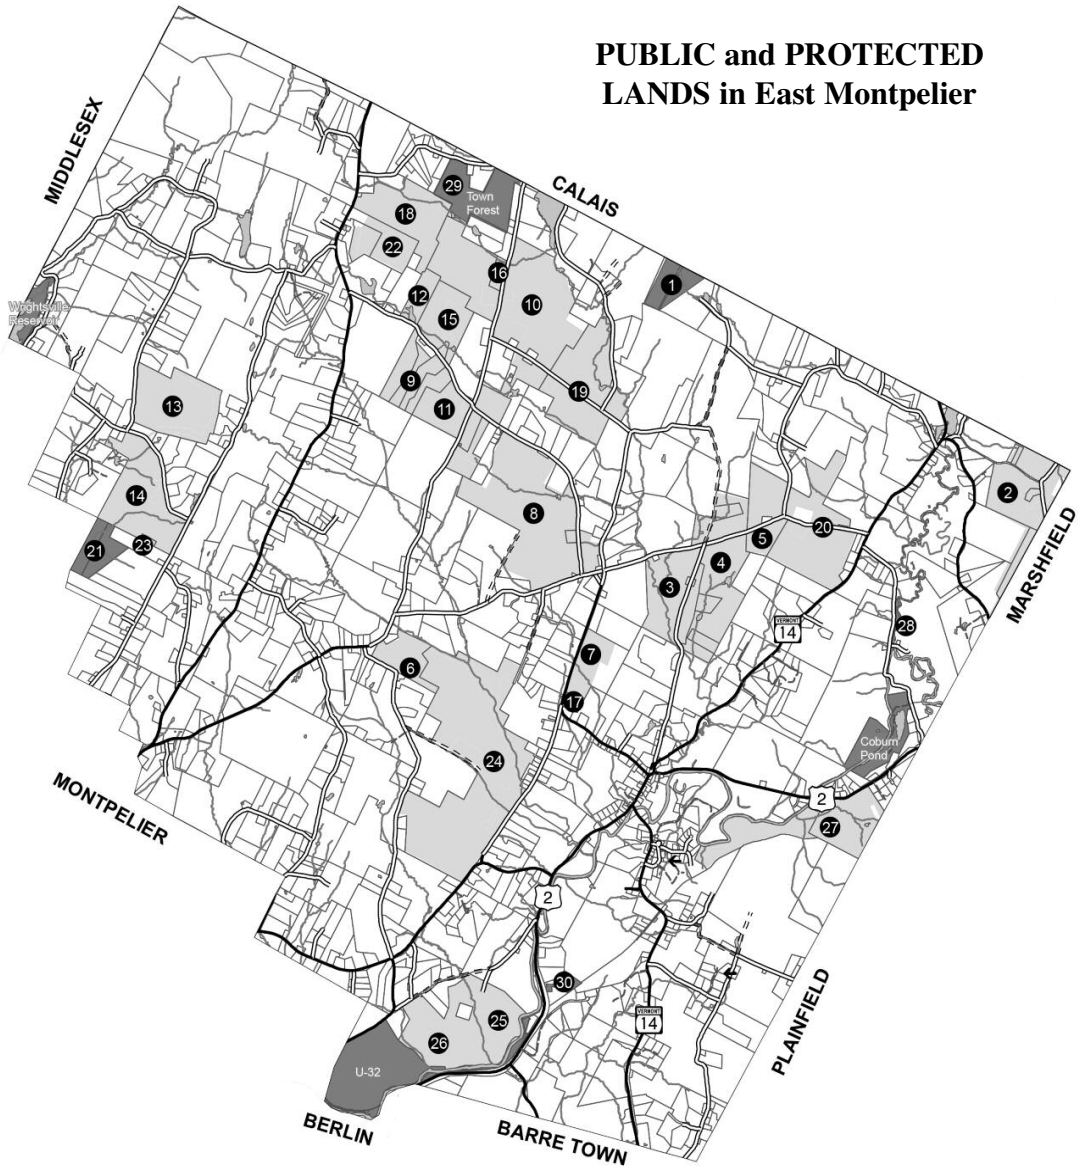 PUBLIC and PROTECTED
LANDS in East Montpelier
MIDDLESEX
CALAIS
29
Town
Forest
18
22
16
1
12
10
Wrightsville
Reservoir
15
9
19
13
11
2
14
8
20
21
23
5
4
3
MARSHFIELD
28
VERMONT
14
7
6
17
Coburn
Pond
24
2
27
MONTPELIER
2
30
25
VERMONT
14
PLAINFIELD
26
U-32
BERLIN
BARRE TOWN